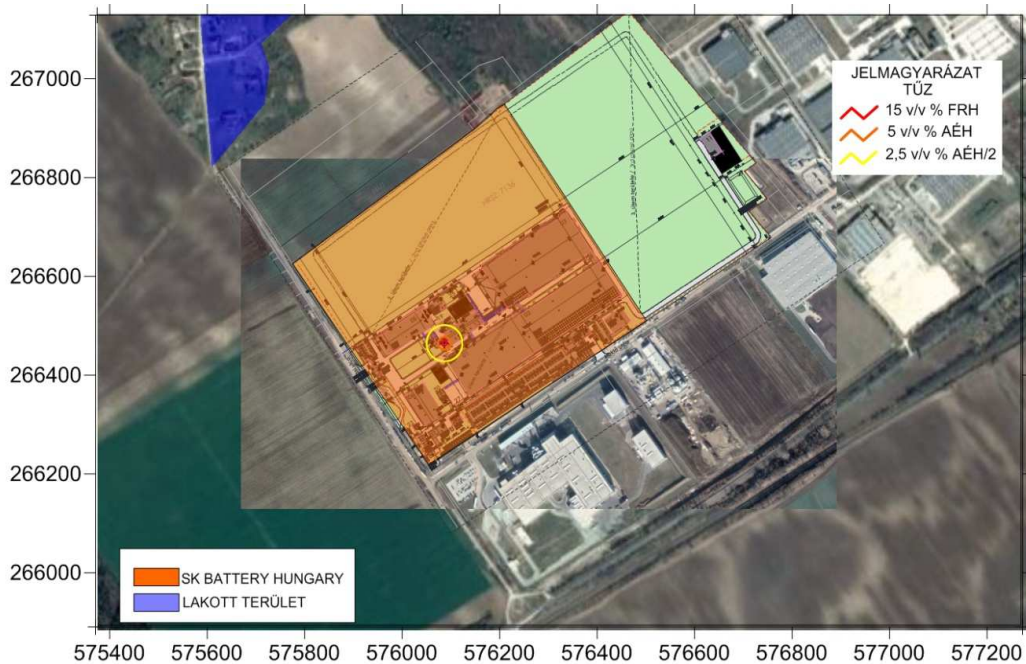 JELMAGYARÁZAT
TŰZ
15 v/v % FRH
5 v/v % AÉH
2,5 v/v % AÉH/2
267000
266800
266600
266400
266200
266000
SK BATTERY HUNGARY
LAKOTT TERÜLET
575400 575600 575800 576000 576200 576400 576600 576800 577000 577200